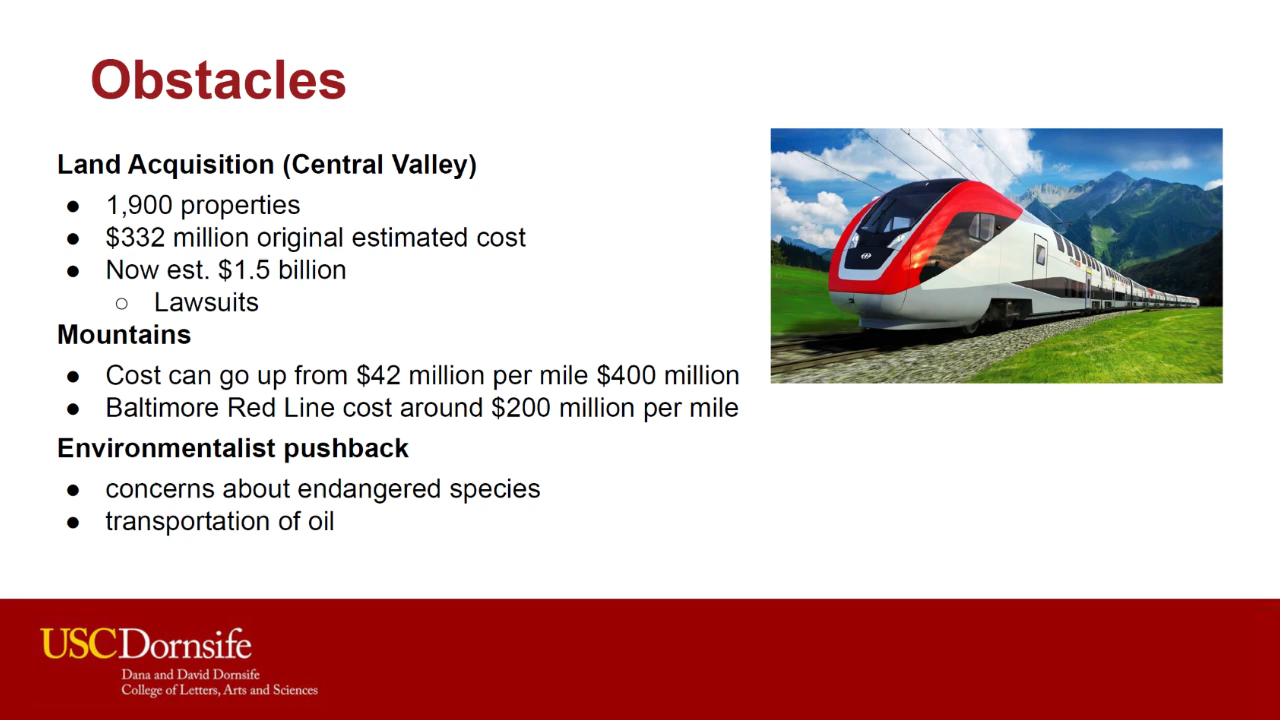 Obstacles
Land Acquisition (Central Valley)
● 1,900 properties
● $332 million original estimated cost
● Now est. $1.5 billion
○ Lawsuits
Mountains
● Cost can go up from $42 million per mile $400 million
● Baltimore Red Line cost around $200 million per mile
Environmentalist pushback
● concerns about endangered species
● transportation of oil
USC Dornsife
Dana and David Dornsife
College of Letters, Arts and Sciences